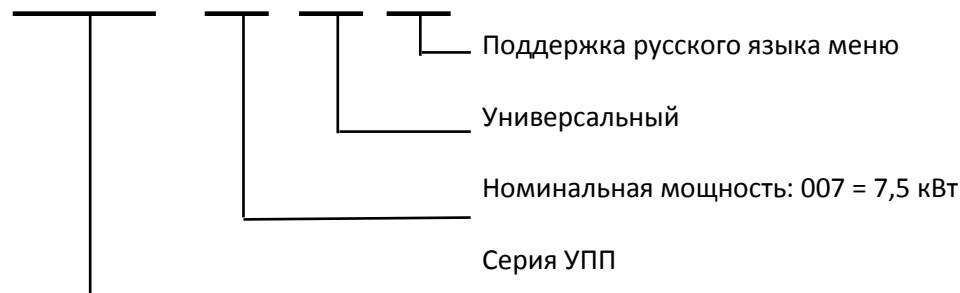 Поддержка русского языка меню
Универсальный
Номинальная мощность: 007 = 7,5 кВт
Серия УПП